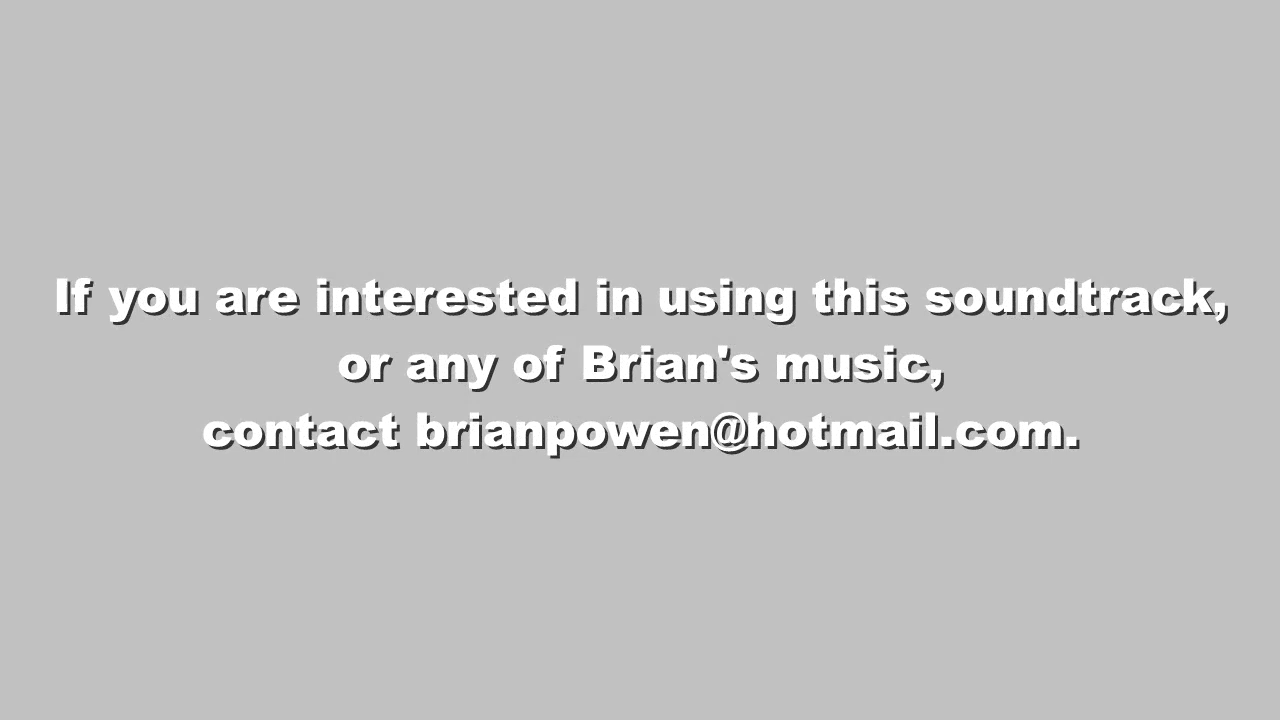 If you are interested in using this soundtrack,
or any of Brian's music,
contact brianpowen@hotmail.com.